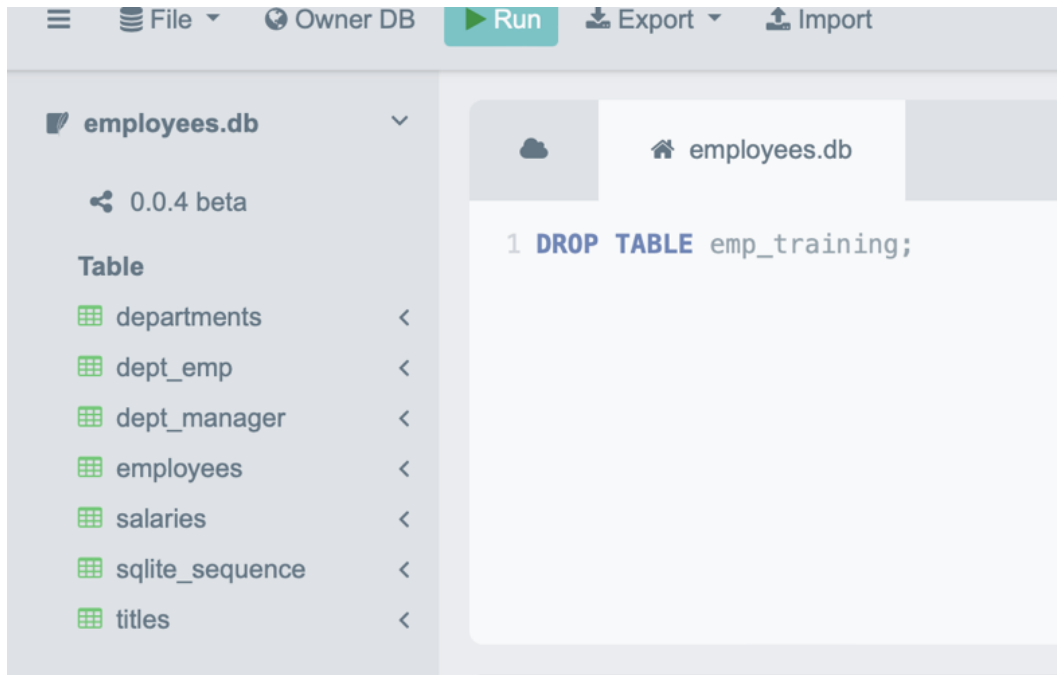 File Owner DB Run Export Import
employees.db
0.0.4 beta
Table
departments
dept_emp
dept_manager
employees
salaries
sqlite_sequence
titles
employees.db
1 DROP TABLE emp_training;